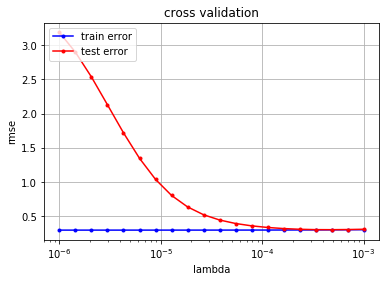 cross validation
train error
test error
rmse
3.0
2.5
2.0
1.5
1.0
0.5
10⁻⁶
10⁻⁵
10⁻⁴
10⁻³
lambda